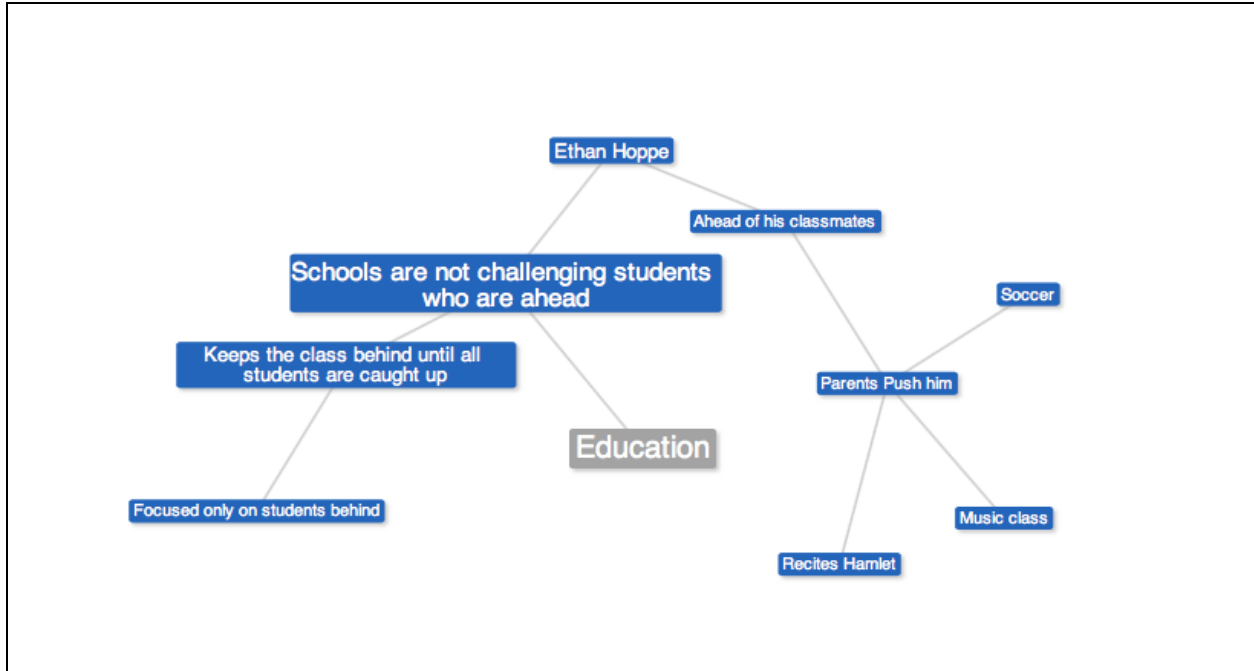 Ethan Hoppe
Ahead of his classmates
Schools are not challenging students
who are ahead
Soccer
Keeps the class behind until all
students are caught up
Parents Push him
Education
Focused only on students behind
Music class
Recites Hamlet